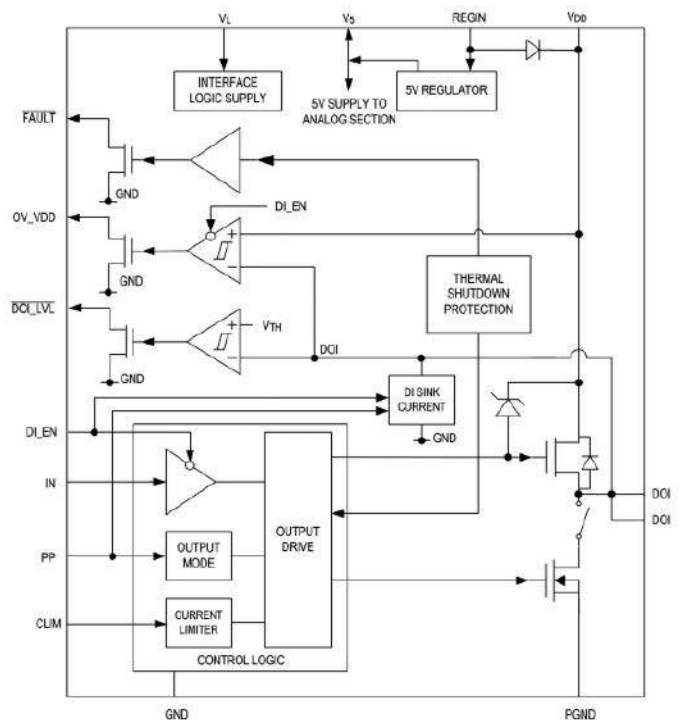 VL
V5
REGIN
VDD
INTERFACE
LOGIC SUPPLY
5V SUPPLY TO
ANALOG SECTION
5V REGULATOR
FAULT
GND
OV_VDD
DI_EN
GND
THERMAL
SHUTDOWN
PROTECTION
DOI_LVL
VTH
GND
DOI
DI SINK
CURRENT
GND
DI_EN
IN
OUTPUT
DRIVE
DOI
DOI
PP
OUTPUT
MODE
CLIM
CURRENT
LIMITER
CONTROL LOGIC
GND
PGND